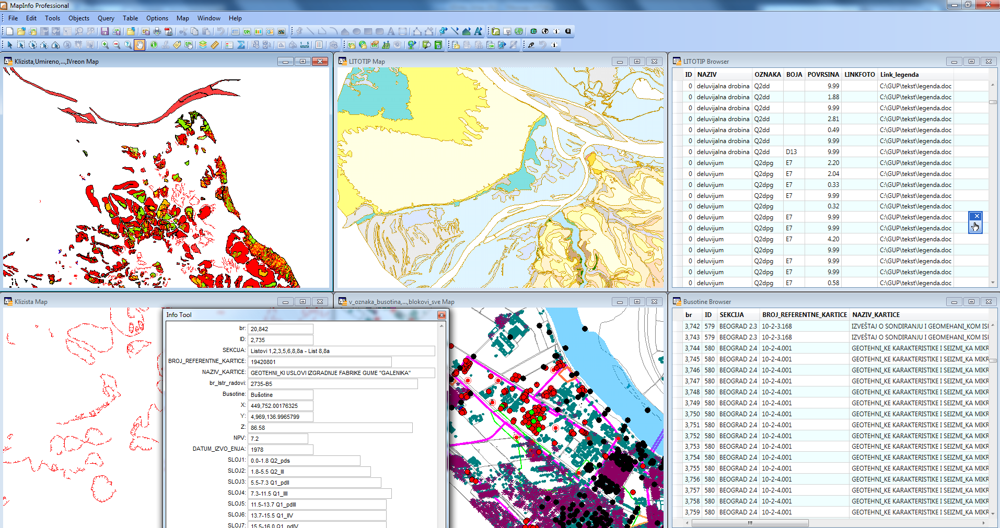 MapInfo Professional
File Edit Tools Objects Query Table Options Map Window Help
Klizista,Umireno,...,IVreon Map
LITOTIP Map
LITOTIP Browser
ID NAZIV OZNAKA BOJA POVRSINA LINKFOTO Link_legenda
0 deluvijalna drobina Q2dd 9.99 C:\GUP\tekst\legenda.doc
0 deluvijalna drobina Q2dd 1.88 C:\GUP\tekst\legenda.doc
0 deluvijalna drobina Q2dd 9.99 C:\GUP\tekst\legenda.doc
0 deluvijalna drobina Q2dd 2.81 C:\GUP\tekst\legenda.doc
0 deluvijalna drobina Q2dd 0.49 C:\GUP\tekst\legenda.doc
0 deluvijalna drobina Q2dd 9.99 C:\GUP\tekst\legenda.doc
0 deluvijalna drobina Q2dd D13 9.99 C:\GUP\tekst\legenda.doc
0 deluvijum Q2dpg E7 2.20 C:\GUP\tekst\legenda.doc
0 deluvijum Q2dpg E7 2.04 C:\GUP\tekst\legenda.doc
0 deluvijum Q2dpg E7 0.33 C:\GUP\tekst\legenda.doc
0 deluvijum Q2dpg E7 9.99 C:\GUP\tekst\legenda.doc
0 deluvijum Q2dpg 0.32 C:\GUP\tekst\legenda.doc
0 deluvijum Q2dpg E7 9.99 C:\GUP\tekst\legenda.doc
0 deluvijum Q2dpg E7 9.99 C:\GUP\tekst\legenda.doc
0 deluvijum Q2dpg E7 4.20 C:\GUP\tekst\legenda.doc
0 deluvijum Q2dpg 9.99 C:\GUP\tekst\legenda.doc
0 deluvijum Q2dpg E7 9.99 C:\GUP\tekst\legenda.doc
0 deluvijum Q2dpg E7 9.99 C:\GUP\tekst\legenda.doc
0 deluvijum Q2dpg E7 0.58 C:\GUP\tekst\legenda.doc
Klizista Map
Info Tool
br: 20,842
ID: 2,735
SEKCIJA: Listovi 1,2,3,5,6,8,8a - List 8,8a
BROJ_REFERENTNE_KARTICE: 19420801
NAZIV_KARTICE: GEOTEHNI_KI USLOVI IZGRADNJE FABRIKE GUME "GALENIKA"
br_Istr_radovi: 2735-B5
Busotine: Bušotine
X: 449,752.00176325
Y: 4,969,136.9965799
Z: 86.58
NPV: 7.2
DATUM_IZVO_ENJA: 1978
SLOJ1: 0.0-1.8 Q2_pds
SLOJ2: 1.8-5.5 Q2_lll
SLOJ3: 5.5-7.3 Q1_pdll
SLOJ4: 7.3-11.5 Q1_llll
SLOJ5: 11.5-13.7 Q1_pdlll
SLOJ6: 13.7-15.5 Q1_llV
SLOJ7: 15.5-16.0 Q1_pdlV
v_oznaka_busotina,...,blokovi_sve Map
Busotine Browser
br ID SEKCIJA BROJ_REFERENTNE_KARTICE NAZIV_KARTICE
3,742 579 BEOGRAD 2.3 10-2-3.168 IZVEŠTAJ O SONDIRANJU I GEOMEHANI_KOM ISI
3,743 579 BEOGRAD 2.3 10-2-3.168 IZVEŠTAJ O SONDIRANJU I GEOMEHANI_KOM ISI
3,744 580 BEOGRAD 2.4 10-2-4.001 GEOTEHNI_KE KARAKTERISTIKE I SEIZMI_KA MIKR
3,745 580 BEOGRAD 2.4 10-2-4.001 GEOTEHNI_KE KARAKTERISTIKE I SEIZMI_KA MIKR
3,746 580 BEOGRAD 2.4 10-2-4.001 GEOTEHNI_KE KARAKTERISTIKE I SEIZMI_KA MIKR
3,747 580 BEOGRAD 2.4 10-2-4.001 GEOTEHNI_KE KARAKTERISTIKE I SEIZMI_KA MIKR
3,748 580 BEOGRAD 2.4 10-2-4.001 GEOTEHNI_KE KARAKTERISTIKE I SEIZMI_KA MIKR
3,749 580 BEOGRAD 2.4 10-2-4.001 GEOTEHNI_KE KARAKTERISTIKE I SEIZMI_KA MIKR
3,750 580 BEOGRAD 2.4 10-2-4.001 GEOTEHNI_KE KARAKTERISTIKE I SEIZMI_KA MIKR
3,751 580 BEOGRAD 2.4 10-2-4.001 GEOTEHNI_KE KARAKTERISTIKE I SEIZMI_KA MIKR
3,752 580 BEOGRAD 2.4 10-2-4.001 GEOTEHNI_KE KARAKTERISTIKE I SEIZMI_KA MIKR
3,753 580 BEOGRAD 2.4 10-2-4.001 GEOTEHNI_KE KARAKTERISTIKE I SEIZMI_KA MIKR
3,754 580 BEOGRAD 2.4 10-2-4.001 GEOTEHNI_KE KARAKTERISTIKE I SEIZMI_KA MIKR
3,755 580 BEOGRAD 2.4 10-2-4.001 GEOTEHNI_KE KARAKTERISTIKE I SEIZMI_KA MIKR
3,756 580 BEOGRAD 2.4 10-2-4.001 GEOTEHNI_KE KARAKTERISTIKE I SEIZMI_KA MIKR
3,757 580 BEOGRAD 2.4 10-2-4.001 GEOTEHNI_KE KARAKTERISTIKE I SEIZMI_KA MIKR
3,758 580 BEOGRAD 2.4 10-2-4.001 GEOTEHNI_KE KARAKTERISTIKE I SEIZMI_KA MIKR
3,759 580 BEOGRAD 2.4 10-2-4.001 GEOTEHNI_KE KARAKTERISTIKE I SEIZMI_KA MIKR